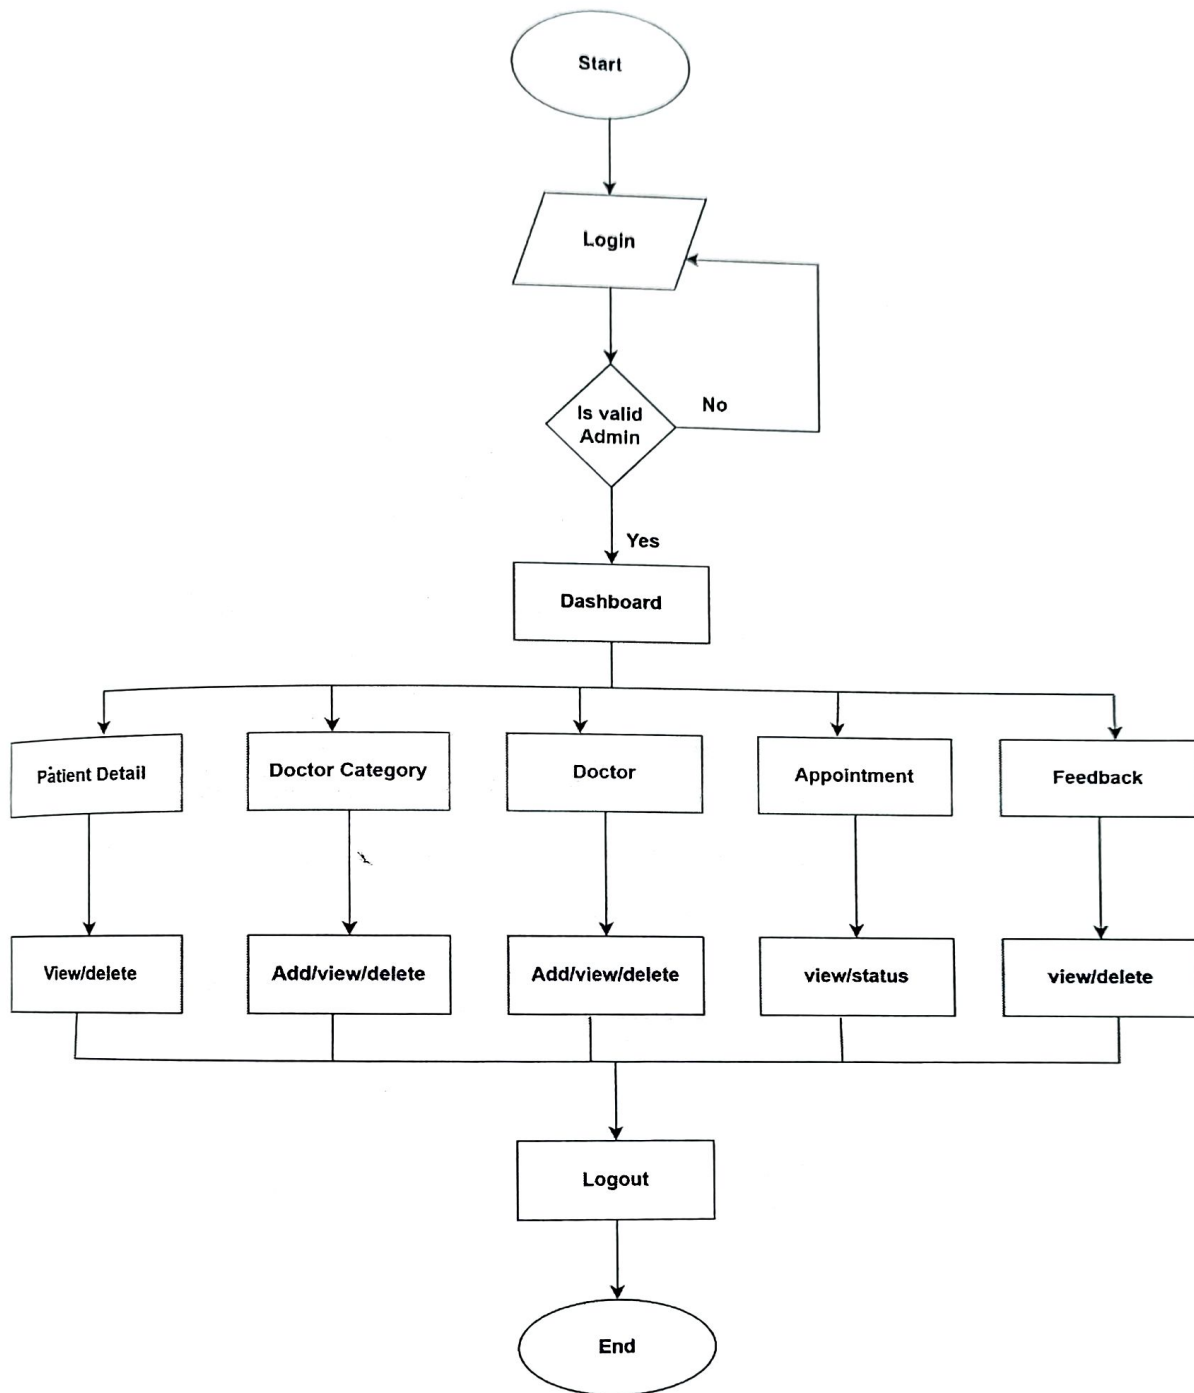 Start
Login
Is valid
Admin
No
Yes
Dashboard
Patient Detail
Doctor Category
Doctor
Appointment
Feedback
View/delete
Add/view/delete
Add/view/delete
view/status
view/delete
Logout
End